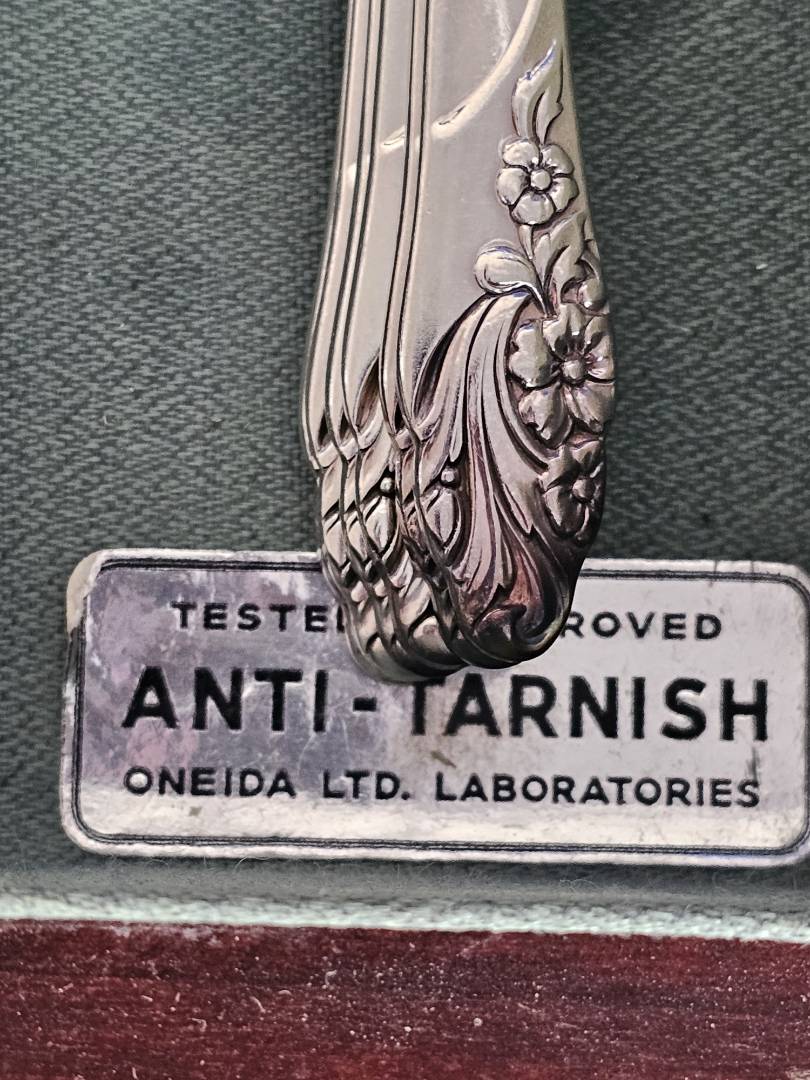 TESTE ROVED
ANTI-TARNISH
ONEIDA LTD. LABORATORIES